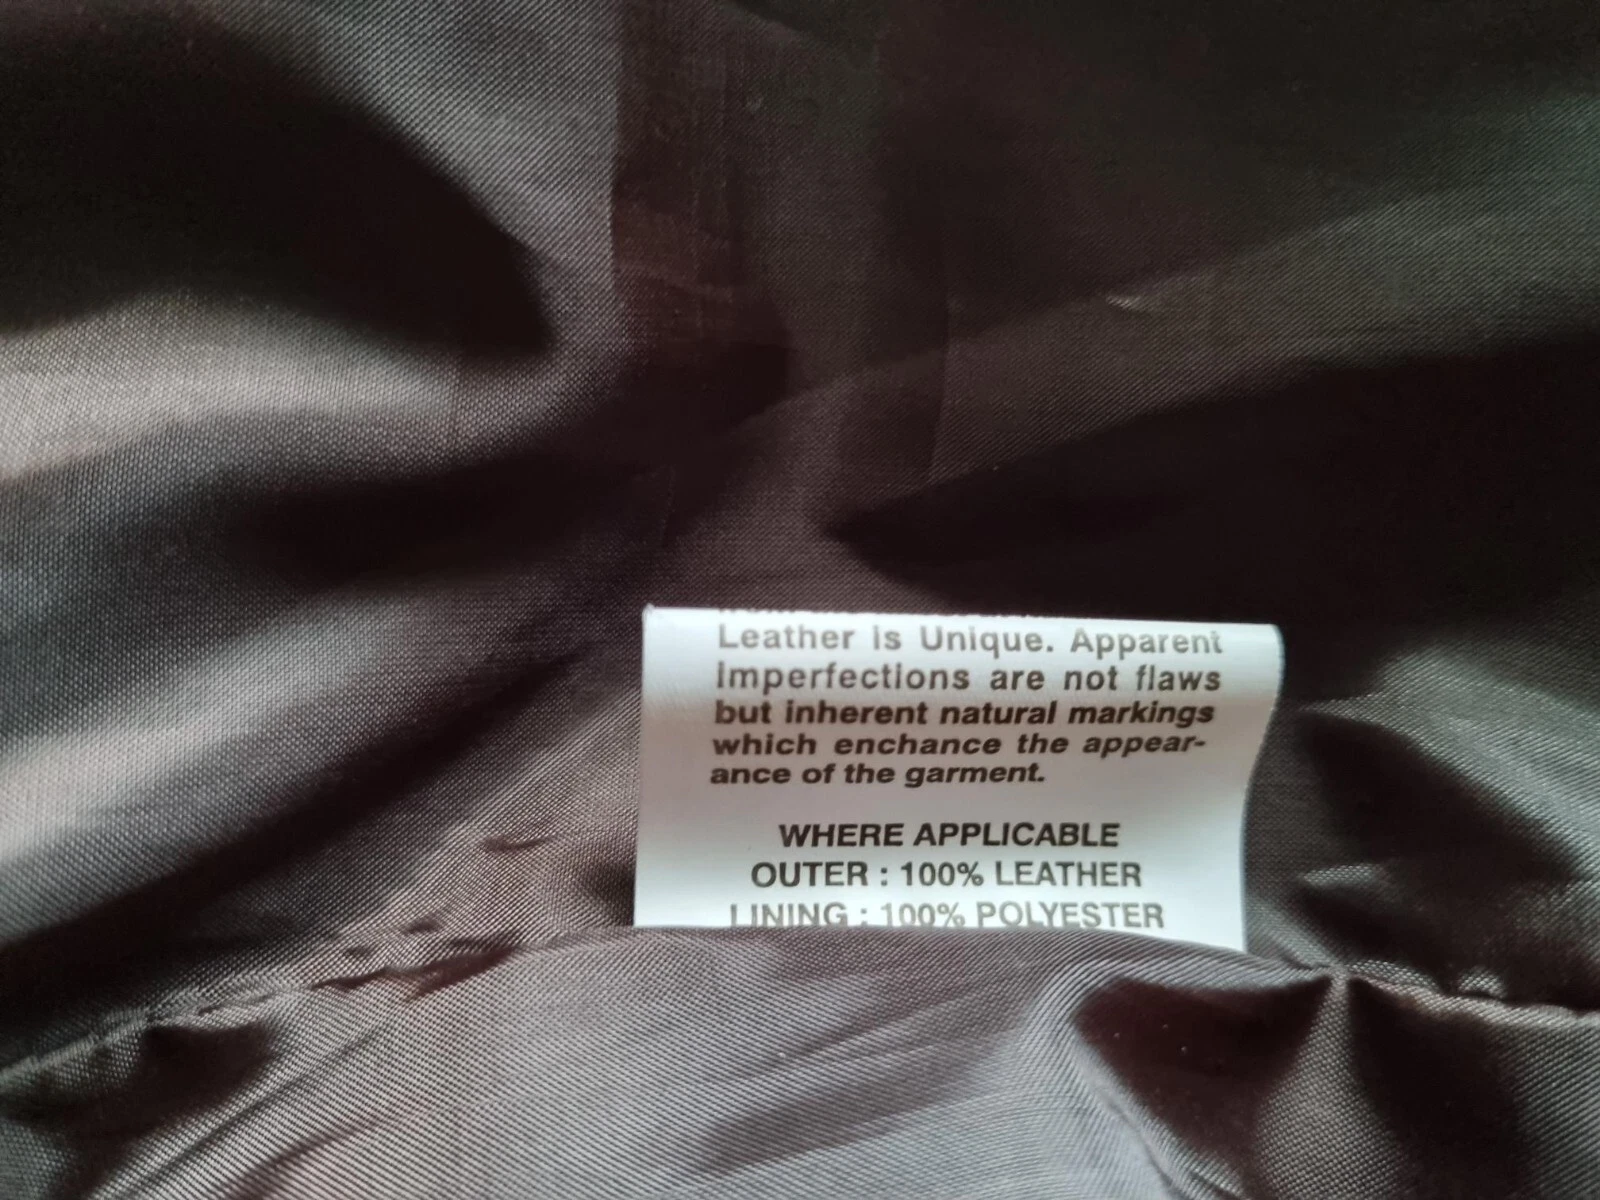 Leather is Unique. Apparent
Imperfections are not flaws
but inherent natural markings
which enchance the appear-
ance of the garment.
WHERE APPLICABLE
OUTER : 100% LEATHER
LINING : 100% POLYESTER